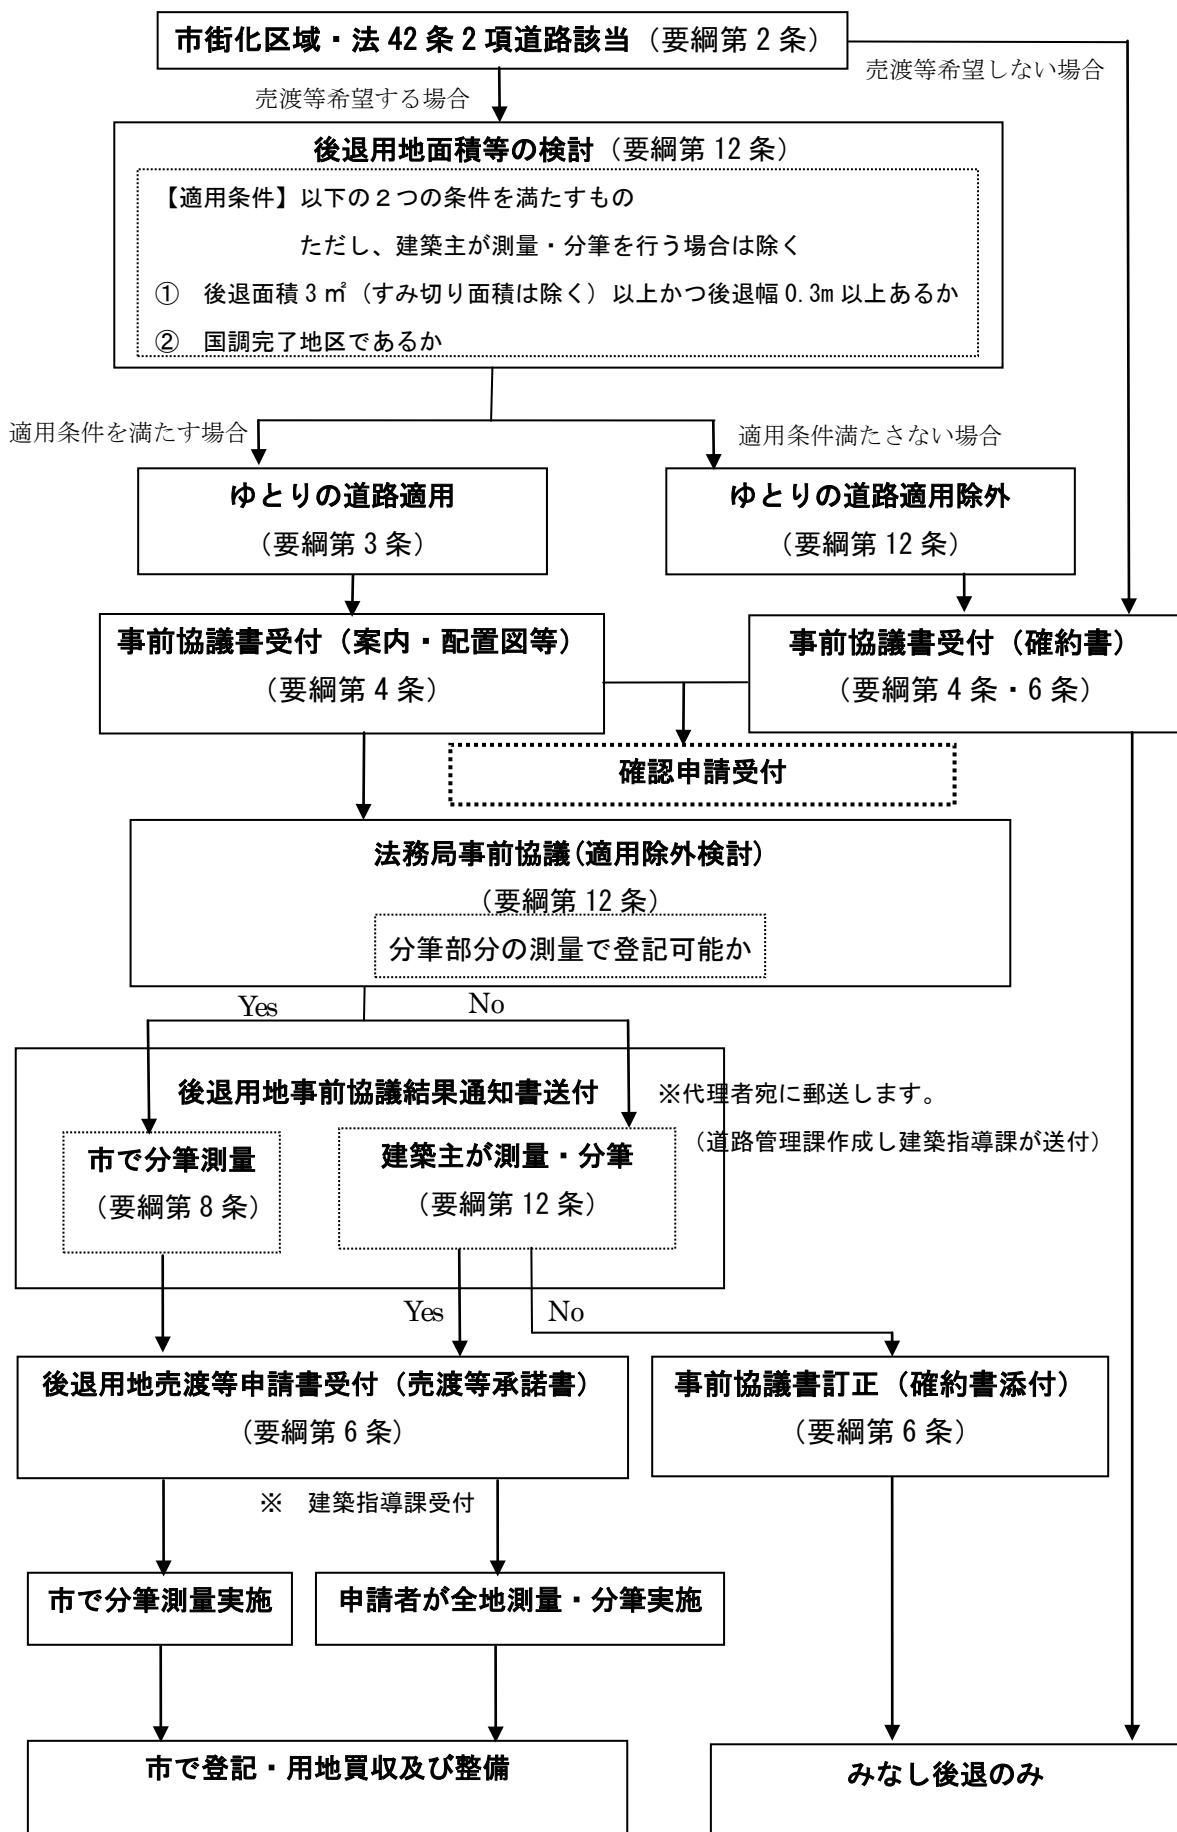 市街化区域・法 42 条 2 項道路該当（要綱第 2 条）
売渡等希望しない場合
売渡等希望する場合
後退用地面積等の検討（要綱第 12 条）
【適用条件】以下の２つの条件を満たすもの
ただし、建築主が測量・分筆を行う場合は除く
①　後退面積 3 ㎡（すみ切り面積は除く）以上かつ後退幅 0.3m 以上あるか
②　国調完了地区であるか
適用条件を満たす場合
適用条件満たさない場合
ゆとりの道路適用
（要綱第 3 条）
ゆとりの道路適用除外
（要綱第 12 条）
事前協議書受付（案内・配置図等）
（要綱第 4 条）
事前協議書受付（確約書）
（要綱第 4 条・6 条）
確認申請受付
法務局事前協議(適用除外検討)
（要綱第 12 条）
分筆部分の測量で登記可能か
Yes
No
後退用地事前協議結果通知書送付
※代理者宛に郵送します。
（道路管理課作成し建築指導課が送付）
市で分筆測量
（要綱第 8 条）
建築主が測量・分筆
（要綱第 12 条）
Yes
No
後退用地売渡等申請書受付（売渡等承諾書）
（要綱第 6 条）
事前協議書訂正（確約書添付）
（要綱第 6 条）
※　建築指導課受付
市で分筆測量実施
申請者が全地測量・分筆実施
市で登記・用地買収及び整備
みなし後退のみ